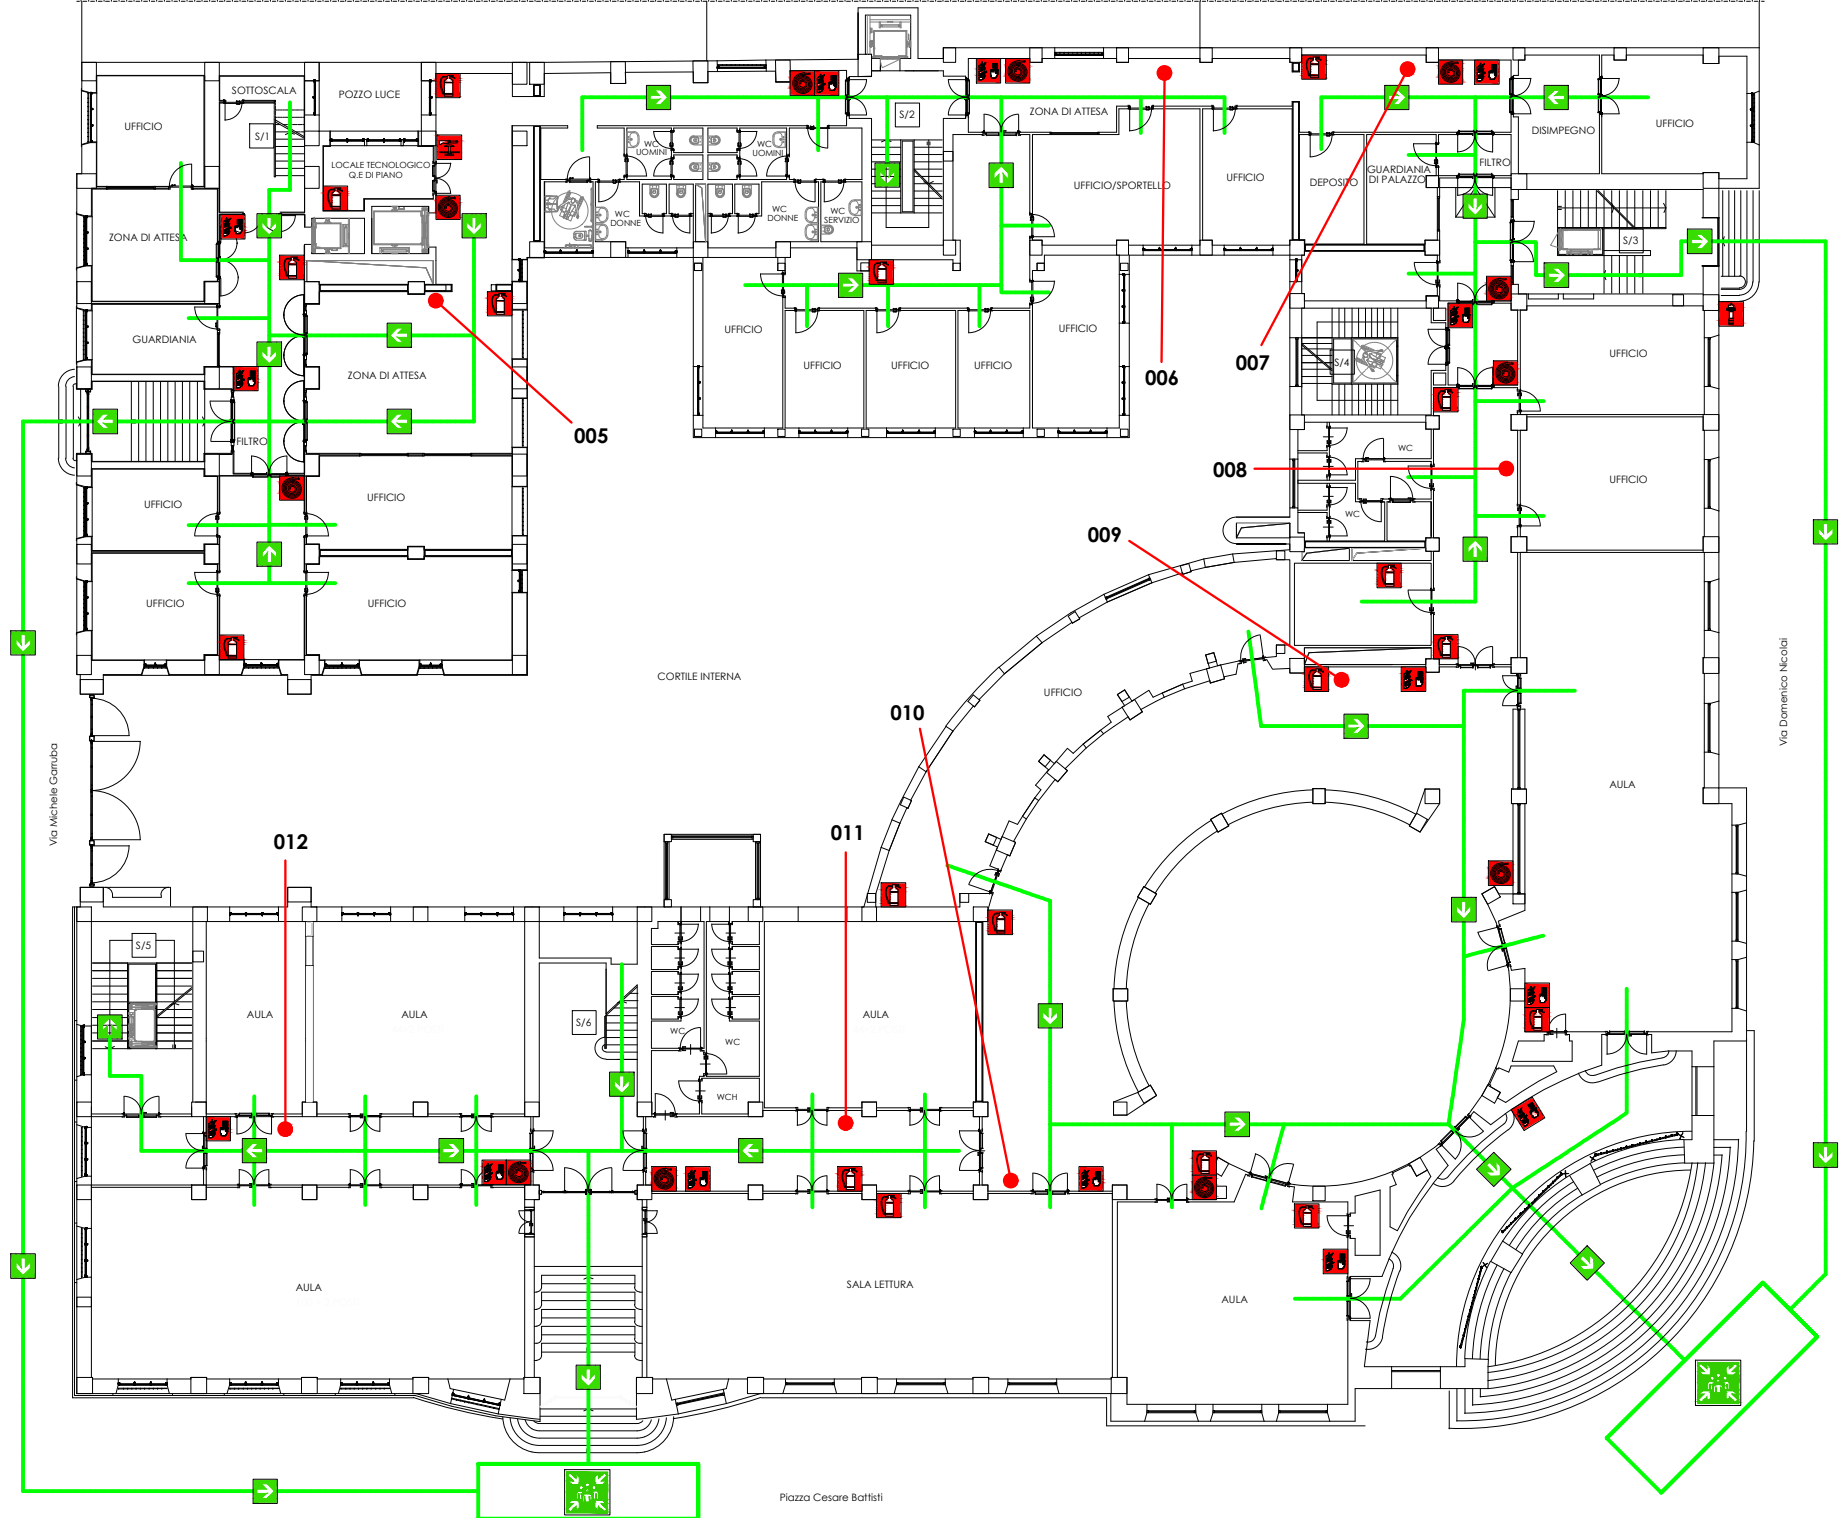 SOTTOSCALA
POZZO LUCE
UFFICIO
S/1
S/2
ZONA DI ATTESA
DISIMPEGNO
UFFICIO
WC
UOMINI
WC
UOMINI
LOCALE TECNOLOGICO
Q.E DI PIANO
UFFICIO/SPORTELLO
UFFICIO
DEPOSITO
GUARDIANIA
DI PALAZZO
FILTRO
WC
DONNE
WC
DONNE
WC
SERVIZIO
ZONA DI ATTESA
S/3
GUARDIANIA
UFFICIO
UFFICIO
UFFICIO
UFFICIO
UFFICIO
UFFICIO
S/4
006
007
ZONA DI ATTESA
005
FILTRO
WC
008
UFFICIO
UFFICIO
UFFICIO
WC
009
UFFICIO
UFFICIO
CORTILE INTERNA
UFFICIO
Via Domenico Nicolai
010
Via Michele Garruba
AULA
012
011
S/5
AULA
AULA
S/6
AULA
WC
WC
WCH
AULA
SALA LETTURA
AULA
Piazza Cesare Battisti